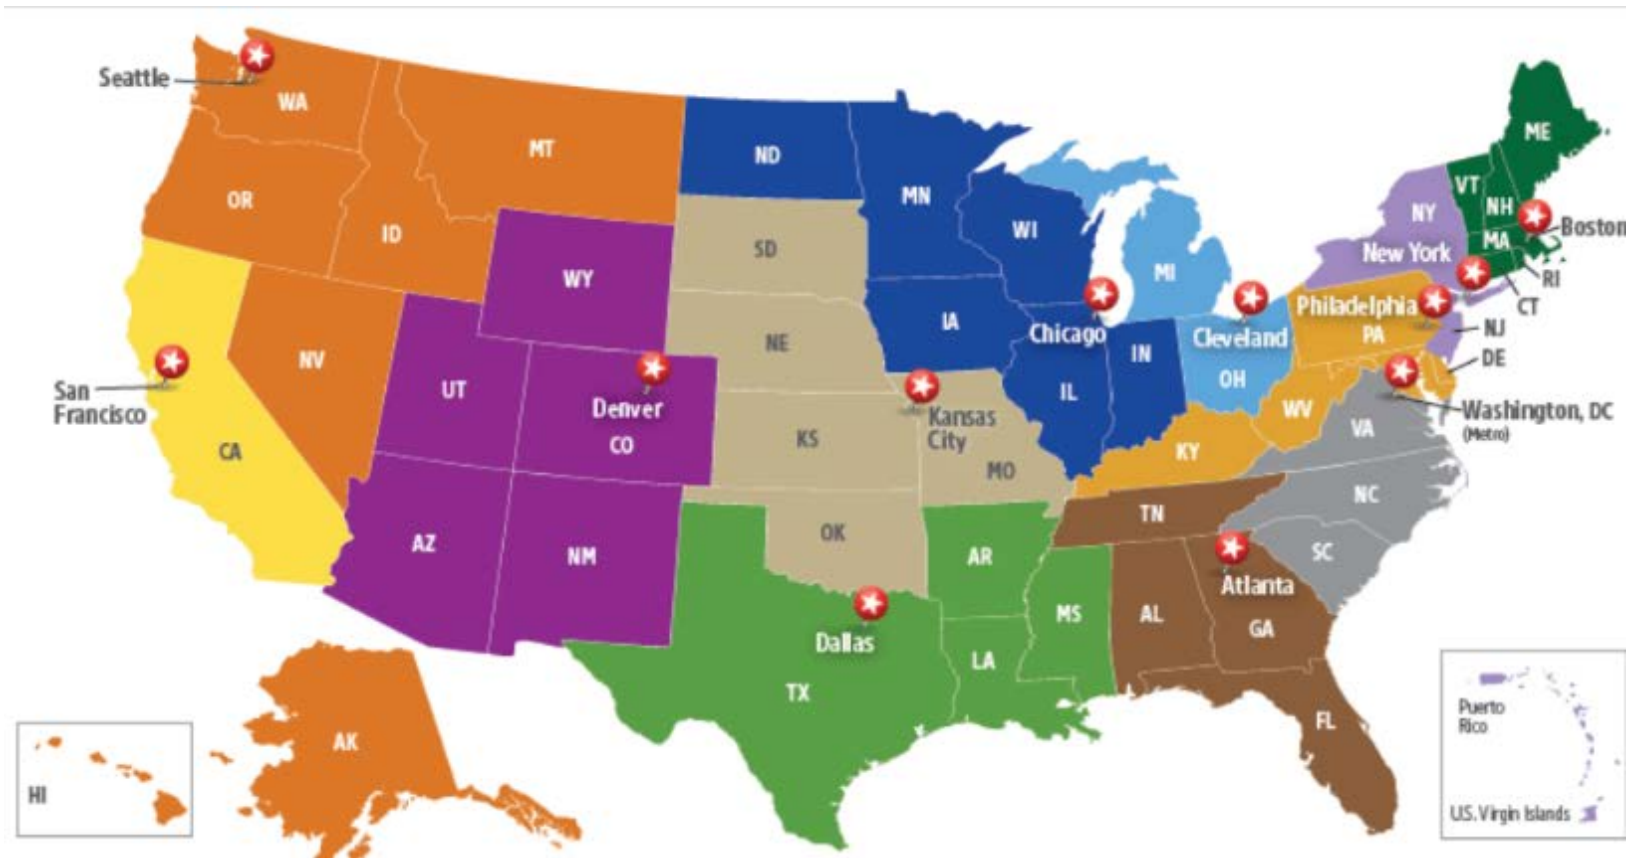 Seattle
WA
MT
ND
MN
ME
VT
NH
OR
ID
WI
NY
Boston
MA
New York
SD
MI
RI
CT
WY
Philadelphia
IA
Chicago
Cleveland
PA
NJ
NE
IN
DE
NV
UT
OH
San
Francisco
Denver
IL
WV
Washington, DC
(Metro)
Kansas
City
CO
KS
VA
CA
KY
MO
NC
TN
OK
AZ
NM
AR
SC
Atlanta
MS
AL
GA
Dallas
LA
TX
FL
AK
HI
Puerto
Rico
U.S. Virgin Islands